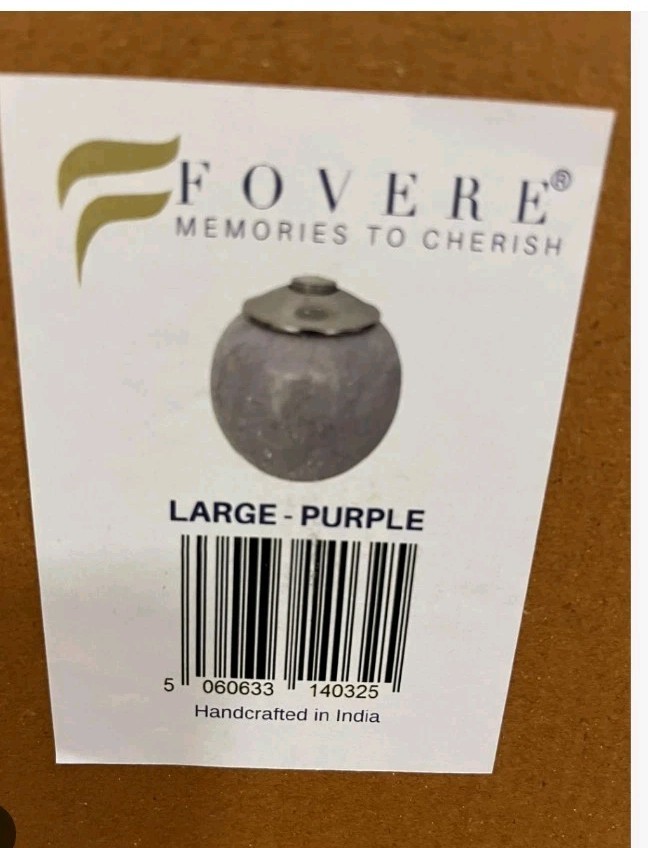 FOVERE®
MEMORIES TO CHERISH
LARGE - PURPLE
5 060633 140325
Handcrafted in India